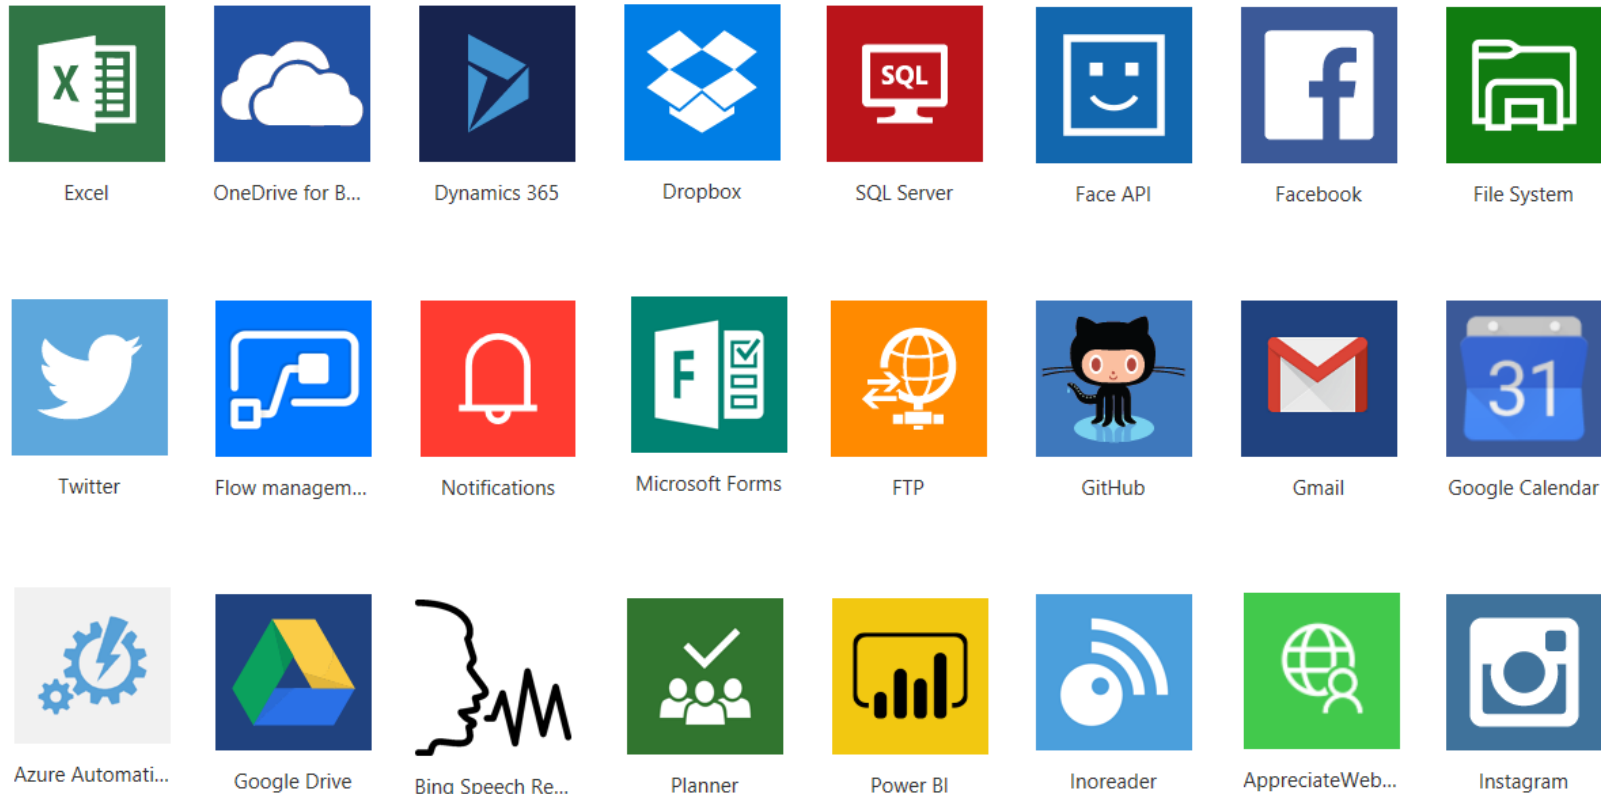 X
SQL
Excel
OneDrive for B...
Dynamics 365
Dropbox
SQL Server
Face API
Facebook
File System
F
31
Twitter
Flow managem...
Notifications
Microsoft Forms
FTP
GitHub
Gmail
Google Calendar
Azure Automati...
Google Drive
Bing Speech Re...
Planner
Power BI
Inoreader
AppreciateWeb...
Instagram